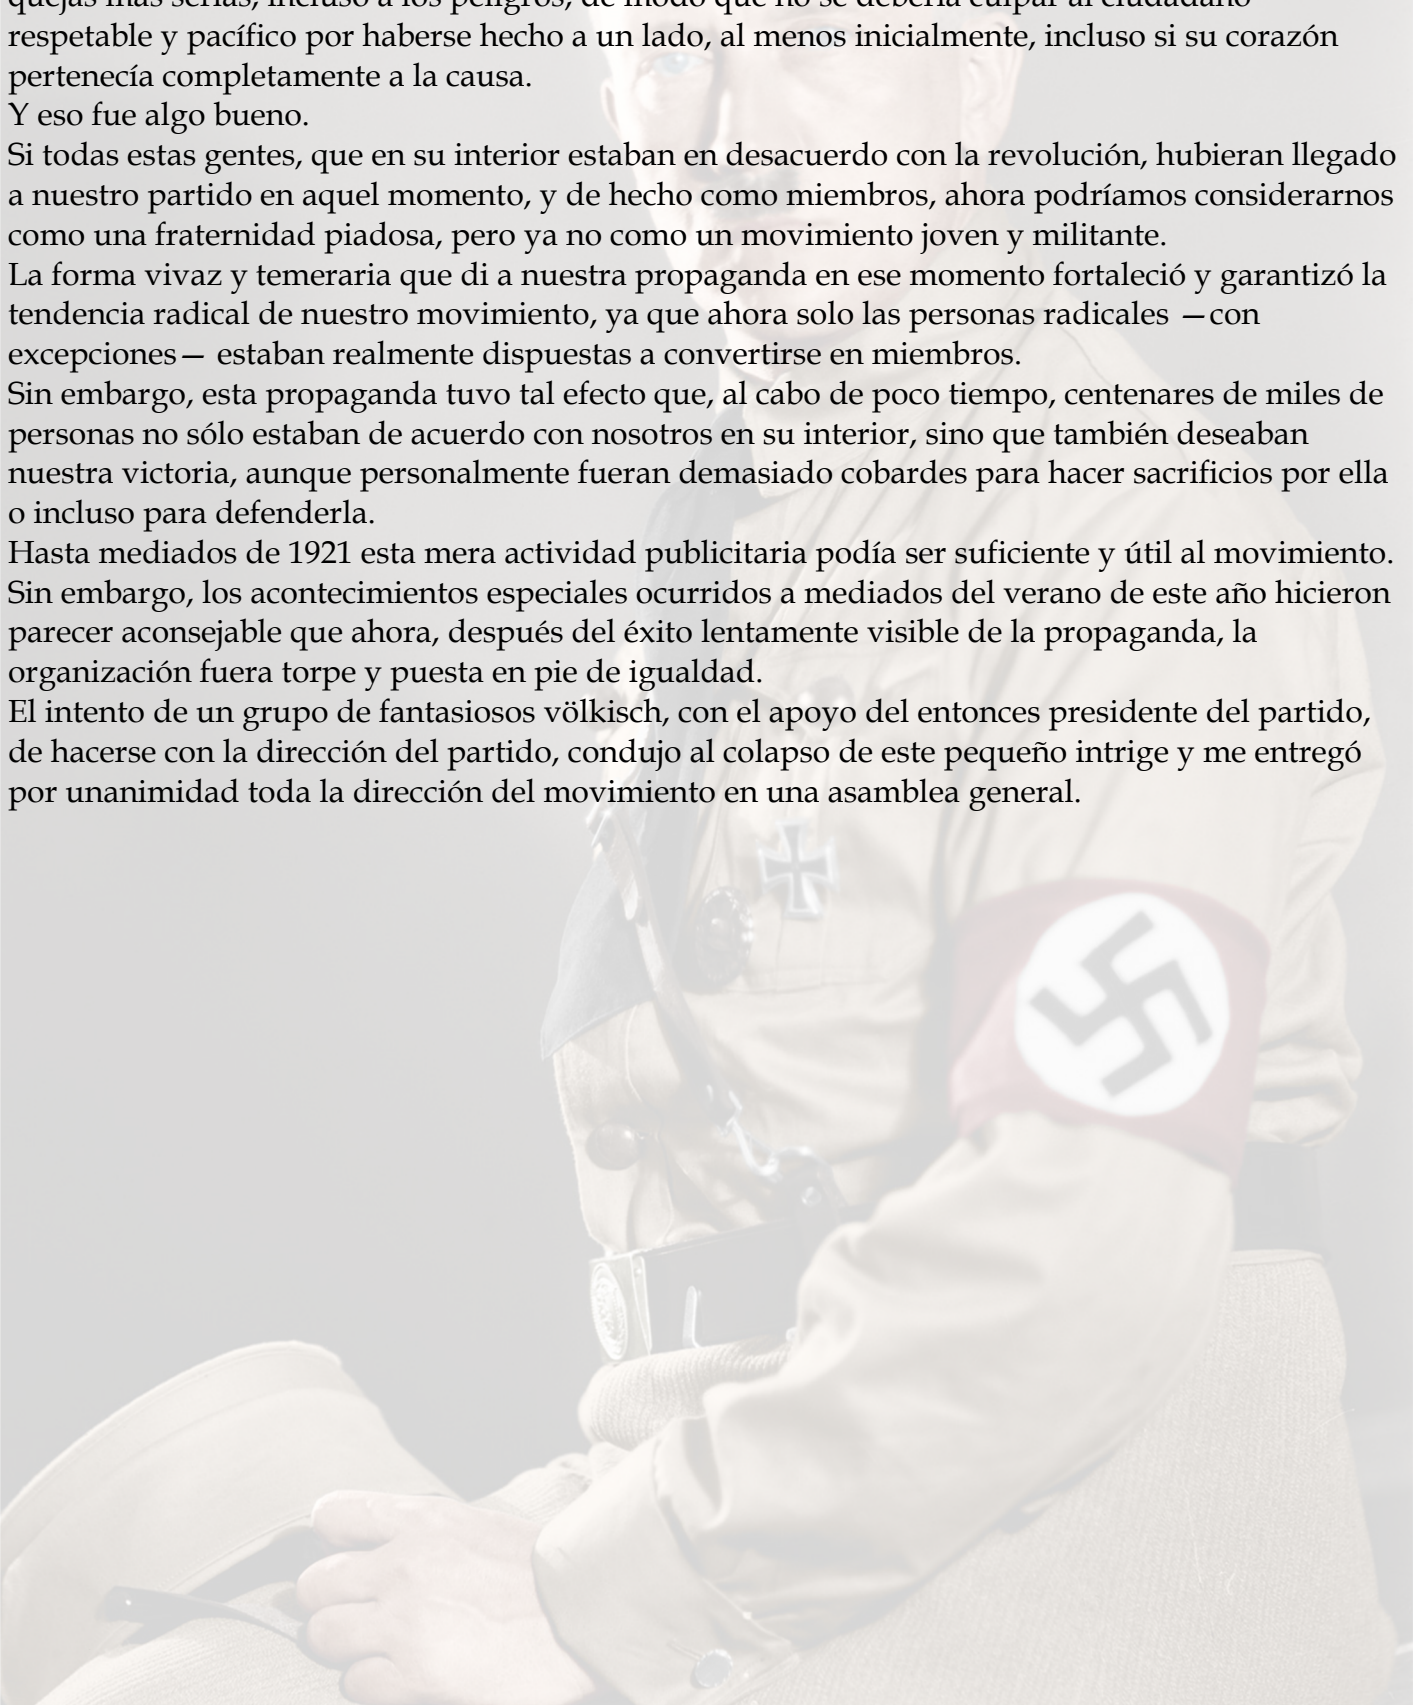 quejas más serias, incluso a los peligros, de modo que no se debería culpar al ciudadano
respetable y pacífico por haberse hecho a un lado, al menos inicialmente, incluso si su corazón
pertenecía completamente a la causa.
Y eso fue algo bueno.
Si todas estas gentes, que en su interior estaban en desacuerdo con la revolución, hubieran llegado
a nuestro partido en aquel momento, y de hecho como miembros, ahora podríamos considerarnos
como una fraternidad piadosa, pero ya no como un movimiento joven y militante.
La forma vivaz y temeraria que di a nuestra propaganda en ese momento fortaleció y garantizó la
tendencia radical de nuestro movimiento, ya que ahora solo las personas radicales —con
excepciones— estaban realmente dispuestas a convertirse en miembros.
Sin embargo, esta propaganda tuvo tal efecto que, al cabo de poco tiempo, centenares de miles de
personas no sólo estaban de acuerdo con nosotros en su interior, sino que también deseaban
nuestra victoria, aunque personalmente fueran demasiado cobardes para hacer sacrificios por ella
o incluso para defenderla.
Hasta mediados de 1921 esta mera actividad publicitaria podía ser suficiente y útil al movimiento.
Sin embargo, los acontecimientos especiales ocurridos a mediados del verano de este año hicieron
parecer aconsejable que ahora, después del éxito lentamente visible de la propaganda, la
organización fuera torpe y puesta en pie de igualdad.
El intento de un grupo de fantasiosos völkisch, con el apoyo del entonces presidente del partido,
de hacerse con la dirección del partido, condujo al colapso de este pequeño intrige y me entregó
por unanimidad toda la dirección del movimiento en una asamblea general.